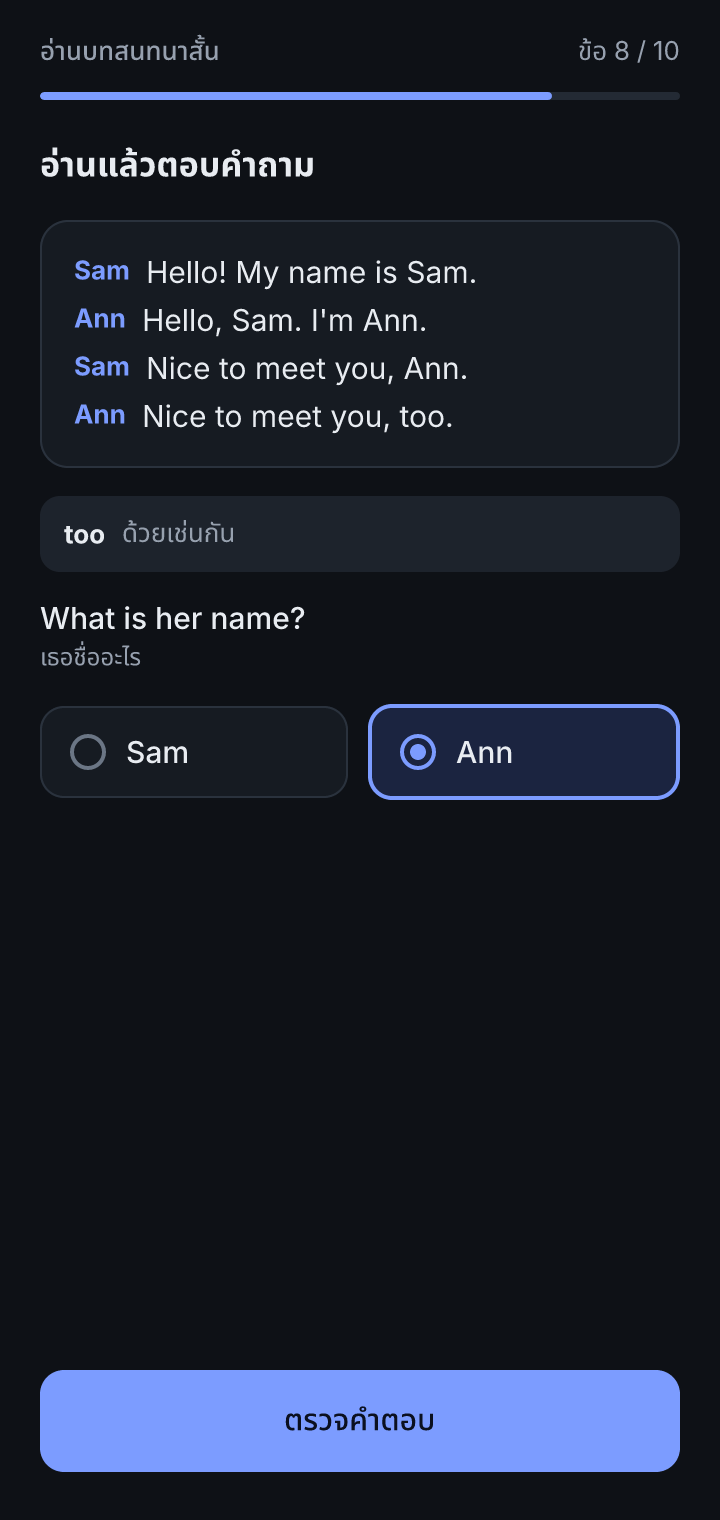 อ่านบทสนทนาสั้น ข้อ 8 / 10
อ่านแล้วตอบคำถาม
Sam Hello! My name is Sam.
Ann Hello, Sam. I'm Ann.
Sam Nice to meet you, Ann.
Ann Nice to meet you, too.
too ด้วยเช่นกัน
What is her name?
เธอชื่ออะไร
Sam Ann
ตรวจคำตอบ